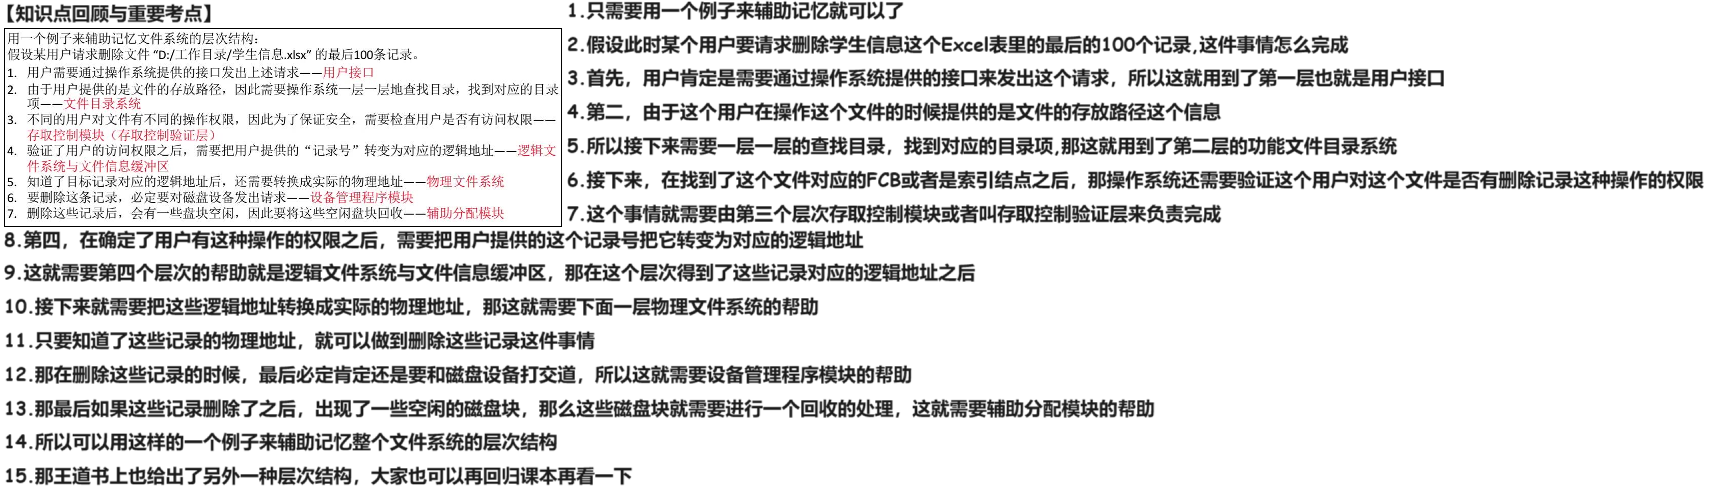 【知识点回顾与重要考点】
用一个例子来辅助记忆文件系统的层次结构：
假设某用户请求删除文件 “D:/工作目录/学生信息.xlsx” 的最后100条记录。
1. 用户需要通过操作系统提供的接口发出上述请求——用户接口
2. 由于用户提供的是文件的存放路径，因此需要操作系统一层一层地查找目录，找到对应的目录
项——文件目录系统
3. 不同的用户对文件有不同的操作权限，因此为了保证安全，需要检查用户是否有访问权限——
存取控制模块（存取控制验证层）
4. 验证了用户的访问权限之后，需要把用户提供的“记录号”转变为对应的逻辑地址——逻辑文
件系统与文件信息缓冲区
5. 知道了目标记录对应的逻辑地址后，还需要转换成实际的物理地址——物理文件系统
6. 要删除这条记录，必定要对磁盘设备发出请求——设备管理程序模块
7. 删除这些记录后，会有一些盘块空闲，因此要将这些空闲盘块回收——辅助分配模块
1.只需要用一个例子来辅助记忆就可以了
2.假设此时某个用户要请求删除学生信息这个Excel表里的最后的100个记录,这件事情怎么完成
3.首先，用户肯定是需要通过操作系统提供的接口来发出这个请求，所以这就用到了第一层也就是用户接口
4.第二，由于这个用户在操作这个文件的时候提供的是文件的存放路径这个信息
5.所以接下来需要一层一层的查找目录，找到对应的目录项,那这就用到了第二层的功能文件目录系统
6.接下来，在找到了这个文件对应的FCB或者是索引结点之后，那操作系统还需要验证这个用户对这个文件是否有删除记录这种操作的权限
7.这个事情就需要由第三个层次存取控制模块或者叫存取控制验证层来负责完成
8.第四，在确定了用户有这种操作的权限之后，需要把用户提供的这个记录号把它转变为对应的逻辑地址
9.这就需要第四个层次的帮助就是逻辑文件系统与文件信息缓冲区，那在这个层次得到了这些记录对应的逻辑地址之后
10.接下来就需要把这些逻辑地址转换成实际的物理地址，那这就需要下面一层物理文件系统的帮助
11.只要知道了这些记录的物理地址，就可以做到删除这些记录这件事情
12.那在删除这些记录的时候，最后必定肯定还是要和磁盘设备打交道，所以这就需要设备管理程序模块的帮助
13.那最后如果这些记录删除了之后，出现了一些空闲的磁盘块，那么这些磁盘块就需要进行一个回收的处理，这就需要辅助分配模块的帮助
14.所以可以用这样的一个例子来辅助记忆整个文件系统的层次结构
15.那王道书上也给出了另外一种层次结构，大家也可以再回归课本再看一下